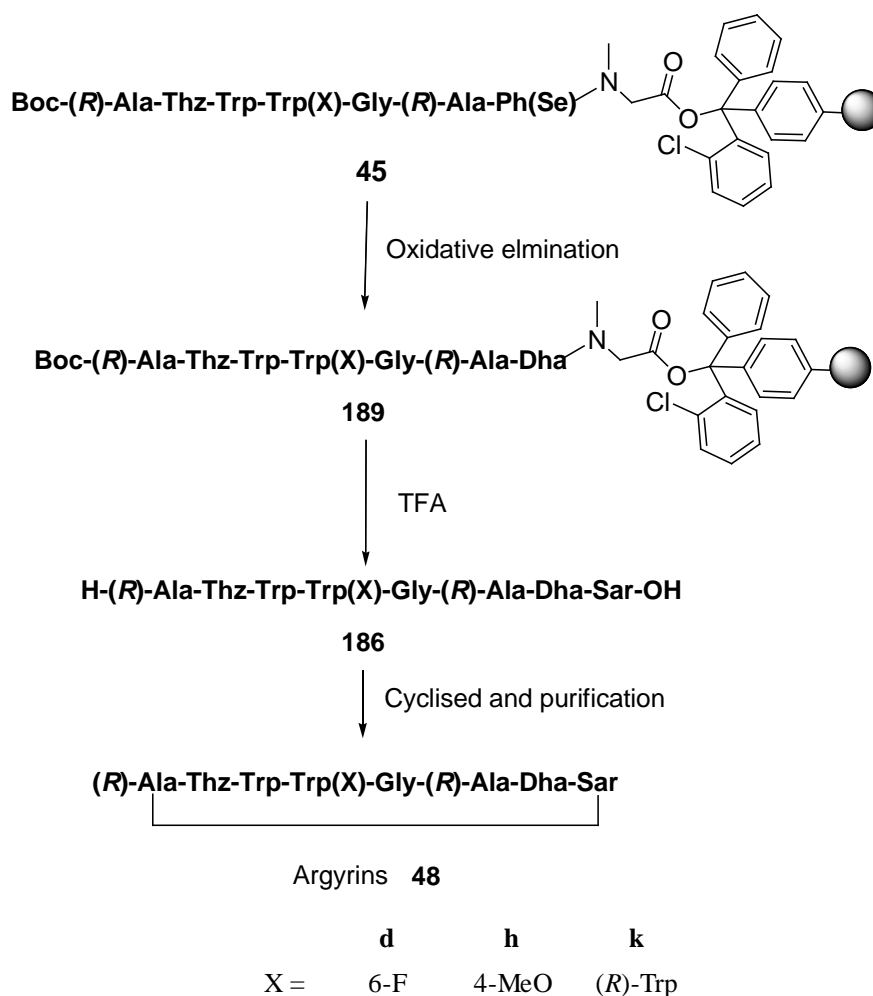 Boc-(R)-Ala-Thz-Trp-Trp(X)-Gly-(R)-Ala-Ph(Se)
N
O
O
Cl
45
Oxidative elmination
Boc-(R)-Ala-Thz-Trp-Trp(X)-Gly-(R)-Ala-Dha
N
O
O
Cl
189
TFA
H-(R)-Ala-Thz-Trp-Trp(X)-Gly-(R)-Ala-Dha-Sar-OH
186
Cyclised and purification
(R)-Ala-Thz-Trp-Trp(X)-Gly-(R)-Ala-Dha-Sar
Argyrins 48
d h k
X = 6-F 4-MeO (R)-Trp